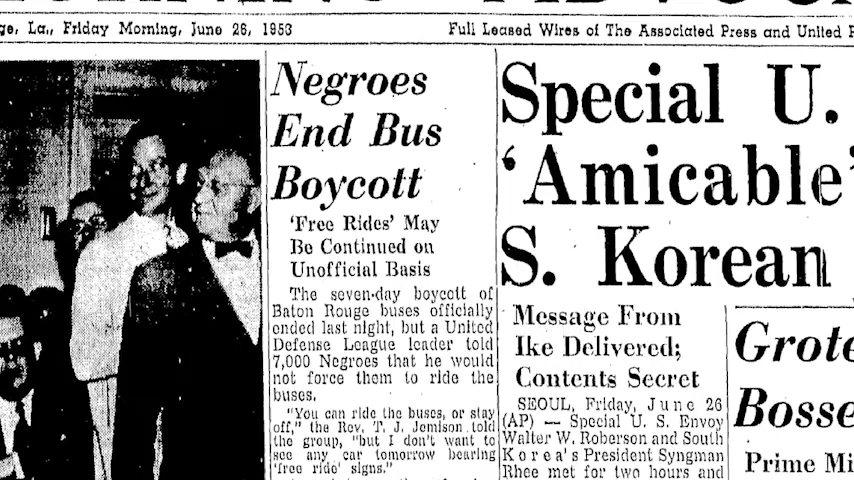 ge, La., Friday Morning, June 26, 1953
Full Leased Wires of The Associated Press and United P
Negroes
End Bus
Boycott
'Free Rides' May
Be Continued on
Unofficial Basis
The seven-day boycott of
Baton Rouge buses officially
ended last night, but a United
Defense League leader told
7,000 Negroes that he would
not force them to ride the
buses.
"You can ride the buses, or stay
off," the Rev. T. J. Jemison told
the group, "but I don't want to
see any car tomorrow bearing
'free ride' signs."
Special U.
'Amicable'
S. Korean
Message From
Ike Delivered;
Contents Secret
SEOUL, Friday, June 26
(AP) — Special U. S. Envoy
Walter W. Roberson and South
Korea's President Syngman
Rhee met for two hours and
Grote
Bosse
Prime Mi